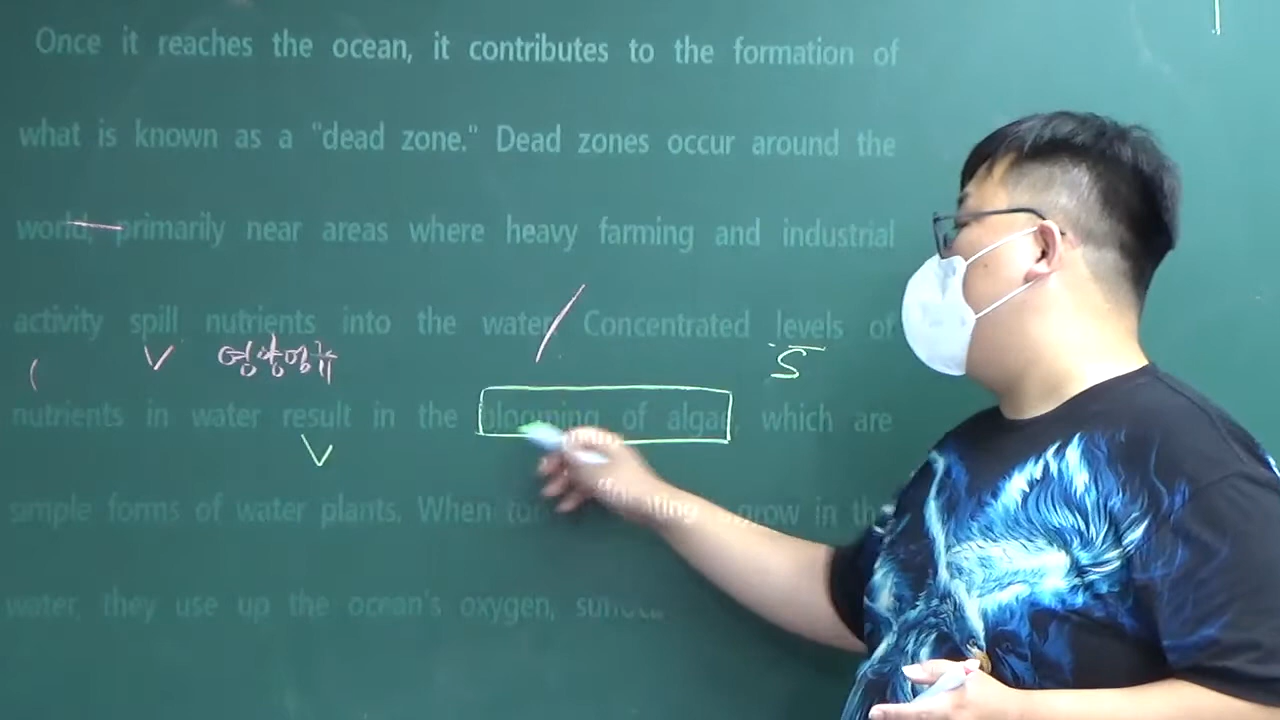 Once it reaches the ocean, it contributes to the formation of
what is known as a "dead zone." Dead zones occur around the
world, primarily near areas where heavy farming and industrial
activity spill nutrients into the water. Concentrated levels of
V 영양염류 S
nutrients in water result in the blooming of algae, which are
V
simple forms of water plants. When grow in the
water, they use up the ocean's oxygen,